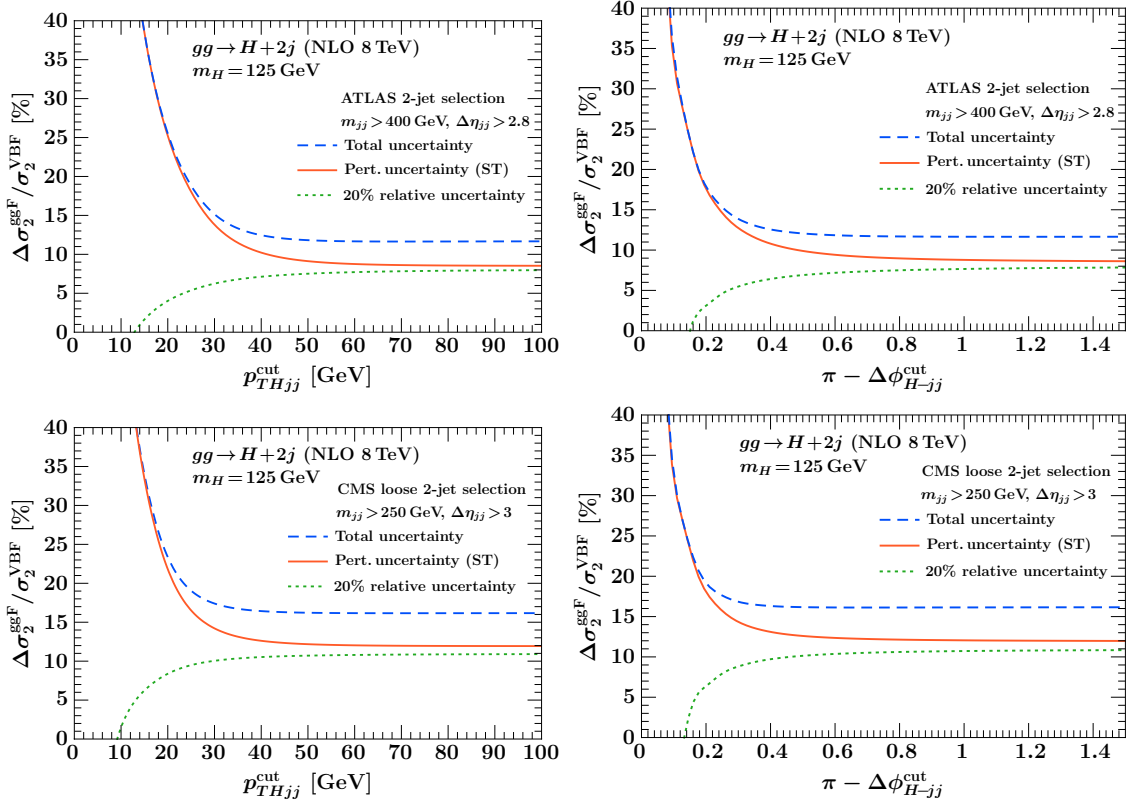 gg→H+2j (NLO 8 TeV)
m_H = 125 GeV
ATLAS 2-jet selection
m_jj > 400 GeV, Δη_jj > 2.8
Total uncertainty
Pert. uncertainty (ST)
20% relative uncertainty
Δσ_2^ggF/σ_2^VBF [%]
40
35
30
25
20
15
10
5
0
0 10 20 30 40 50 60 70 80 90 100
p_THjj^cut [GeV]
gg→H+2j (NLO 8 TeV)
m_H = 125 GeV
ATLAS 2-jet selection
m_jj > 400 GeV, Δη_jj > 2.8
Total uncertainty
Pert. uncertainty (ST)
20% relative uncertainty
Δσ_2^ggF/σ_2^VBF [%]
40
35
30
25
20
15
10
5
0
0 0.2 0.4 0.6 0.8 1 1.2 1.4
π − Δϕ_H–jj^cut
gg→H+2j (NLO 8 TeV)
m_H = 125 GeV
CMS loose 2-jet selection
m_jj > 250 GeV, Δη_jj > 3
Total uncertainty
Pert. uncertainty (ST)
20% relative uncertainty
Δσ_2^ggF/σ_2^VBF [%]
40
35
30
25
20
15
10
5
0
0 10 20 30 40 50 60 70 80 90 100
p_THjj^cut [GeV]
gg→H+2j (NLO 8 TeV)
m_H = 125 GeV
CMS loose 2-jet selection
m_jj > 250 GeV, Δη_jj > 3
Total uncertainty
Pert. uncertainty (ST)
20% relative uncertainty
Δσ_2^ggF/σ_2^VBF [%]
40
35
30
25
20
15
10
5
0
0 0.2 0.4 0.6 0.8 1 1.2 1.4
π − Δϕ_H–jj^cut